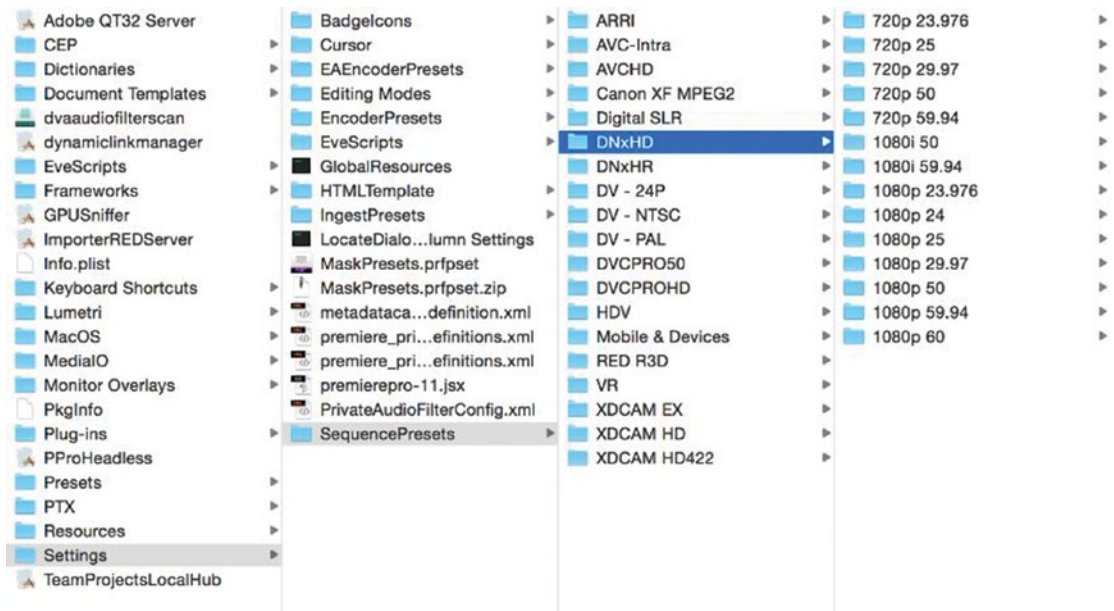 Adobe QT32 Server
CEP
Dictionaries
Document Templates
dvaaudiofilterscan
dynamiclinkmanager
EveScripts
Frameworks
GPUSniffer
ImporterREDServer
Info.plist
Keyboard Shortcuts
Lumetri
MacOS
MediaIO
Monitor Overlays
PkgInfo
Plug-ins
PProHeadless
Presets
PTX
Resources
Settings
TeamProjectsLocalHub
BadgeIcons
Cursor
EAEncoderPresets
Editing Modes
EncoderPresets
EveScripts
GlobalResources
HTMLTemplate
IngestPresets
LocateDialo...lumn Settings
MaskPresets.prfpset
MaskPresets.prfpset.zip
metadataca...definition.xml
premiere_pri...efinitions.xml
premiere_pri...efinitions.xml
premierepro-11.jsx
PrivateAudioFilterConfig.xml
SequencePresets
ARRI
AVC-Intra
AVCHD
Canon XF MPEG2
Digital SLR
DNxHD
DNxHR
DV - 24P
DV - NTSC
DV - PAL
DVCPRO50
DVCPROHD
HDV
Mobile & Devices
RED R3D
VR
XDCAM EX
XDCAM HD
XDCAM HD422
720p 23.976
720p 25
720p 29.97
720p 50
720p 59.94
1080i 50
1080i 59.94
1080p 23.976
1080p 24
1080p 25
1080p 29.97
1080p 50
1080p 59.94
1080p 60